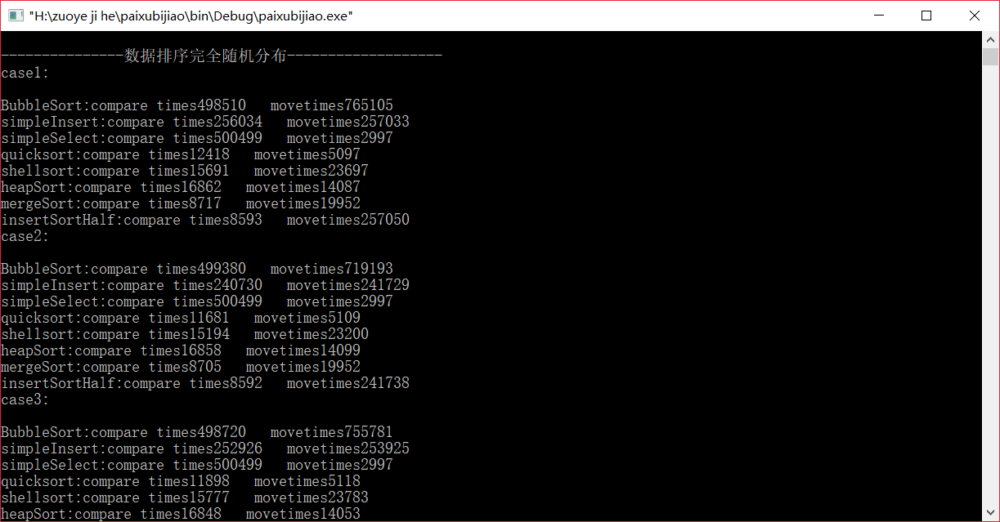 "H:\zuoye ji he\paixubijiao\bin\Debug\paixubijiao.exe"
---------------数据排序完全随机分布-------------------
case1:
BubbleSort:compare times498510   movetimes765105
simpleInsert:compare times256034   movetimes257033
simpleSelect:compare times500499   movetimes2997
quicksort:compare times12418   movetimes5097
shellsort:compare times15691   movetimes23697
heapSort:compare times16862   movetimes14087
mergeSort:compare times8717   movetimes19952
insertSortHalf:compare times8593   movetimes257050
case2:
BubbleSort:compare times499380   movetimes719193
simpleInsert:compare times240730   movetimes241729
simpleSelect:compare times500499   movetimes2997
quicksort:compare times11681   movetimes5109
shellsort:compare times15194   movetimes23200
heapSort:compare times16858   movetimes14099
mergeSort:compare times8705   movetimes19952
insertSortHalf:compare times8592   movetimes241738
case3:
BubbleSort:compare times498720   movetimes755781
simpleInsert:compare times252926   movetimes253925
simpleSelect:compare times500499   movetimes2997
quicksort:compare times11898   movetimes5118
shellsort:compare times15777   movetimes23783
heapSort:compare times16848   movetimes14053